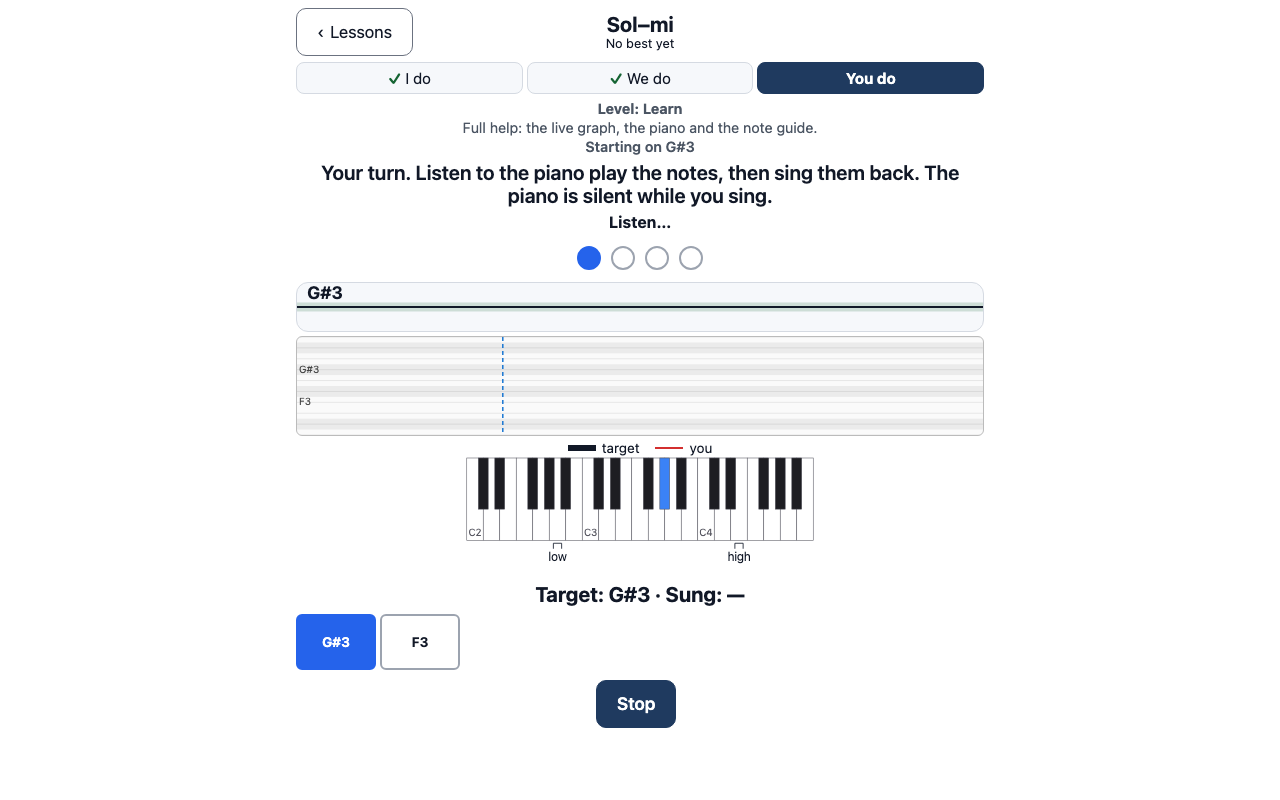 ‹ Lessons
Sol–mi
No best yet
I do
We do
You do
Level: Learn
Full help: the live graph, the piano and the note guide.
Starting on G#3
Your turn. Listen to the piano play the notes, then sing them back. The
piano is silent while you sing.
Listen...
G#3
G#3
F3
target
you
C2
C3
C4
low
high
Target: G#3 · Sung: —
G#3
F3
Stop